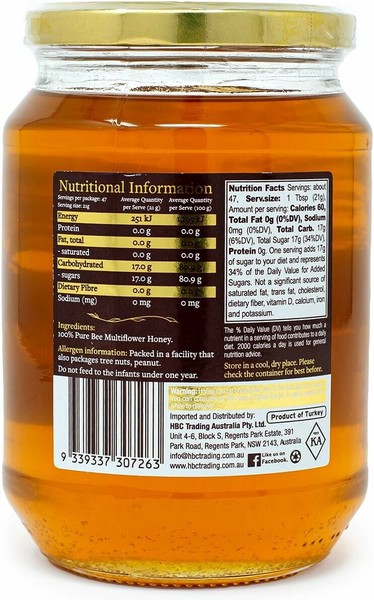 Nutritional Information
Servings per package: 47
Serving size: 21g
Average Quantity per Serve (21 g)
Average Quantity per Serve (100 g)
Energy 251 kJ
Protein 0.0 g 0.0 g
Fat, total 0.0 g 0.0 g
- saturated 0.0 g 0.0 g
Carbohydrated 17.0 g
- sugars 17.0 g 80.9 g
Dietary Fibre 0.0 g
Sodium (mg) 0 mg 0 mg
Ingredients:
100% Pure Bee Multiflower Honey.
Allergen information: Packed in a facility that
also packages tree nuts, peanut.
Do not feed to the infants under one year.
9 339337 307263
Nutrition Facts Servings: about
47, Serv.size: 1 Tbsp (21g),
Amount per serving: Calories 60,
Total Fat 0g (0%DV), Sodium
0mg (0%DV), Total Carb. 17g
(6%DV), Total Sugar 17g (34%DV),
Protein 0g. One serving adds 17g
of sugar to your diet and represents
34% of the Daily Value for Added
Sugars. Not a significant source of
saturated fat, trans fat, cholesterol,
dietary fiber, vitamin D, calcium, iron
and potassium.
The % Daily Value (DV) tells you how much a
nutrient in a serving of food contributes to a daily
diet. 2000 calories a day is used for general
nutrition advice.
Store in a cool, dry place. Please
check the container for best before.
Warning:
Imported and Distributed by:
HBC Trading Australia Pty. Ltd.
Unit 4-6, Block S, Regents Park Estate, 391
Park Road, Regents Park, NSW 2143, Australia
info@hbctrading.com.au
www.hbctrading.com.au
Like us on
Facebook.
Product of Turkey
KA